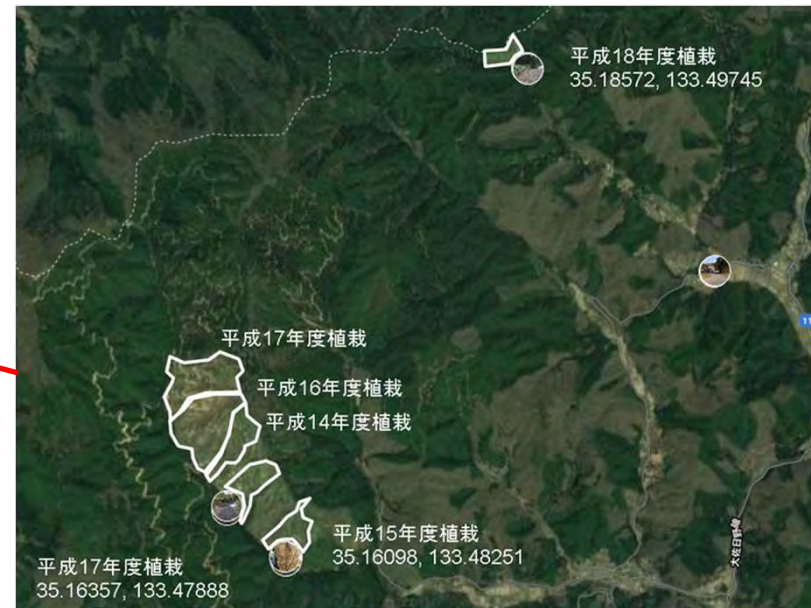 平成18年度植栽
35.18572, 133.49745
平成17年度植栽
平成16年度植栽
平成14年度植栽
平成15年度植栽
35.16098, 133.48251
平成17年度植栽
35.16357, 133.47888
11